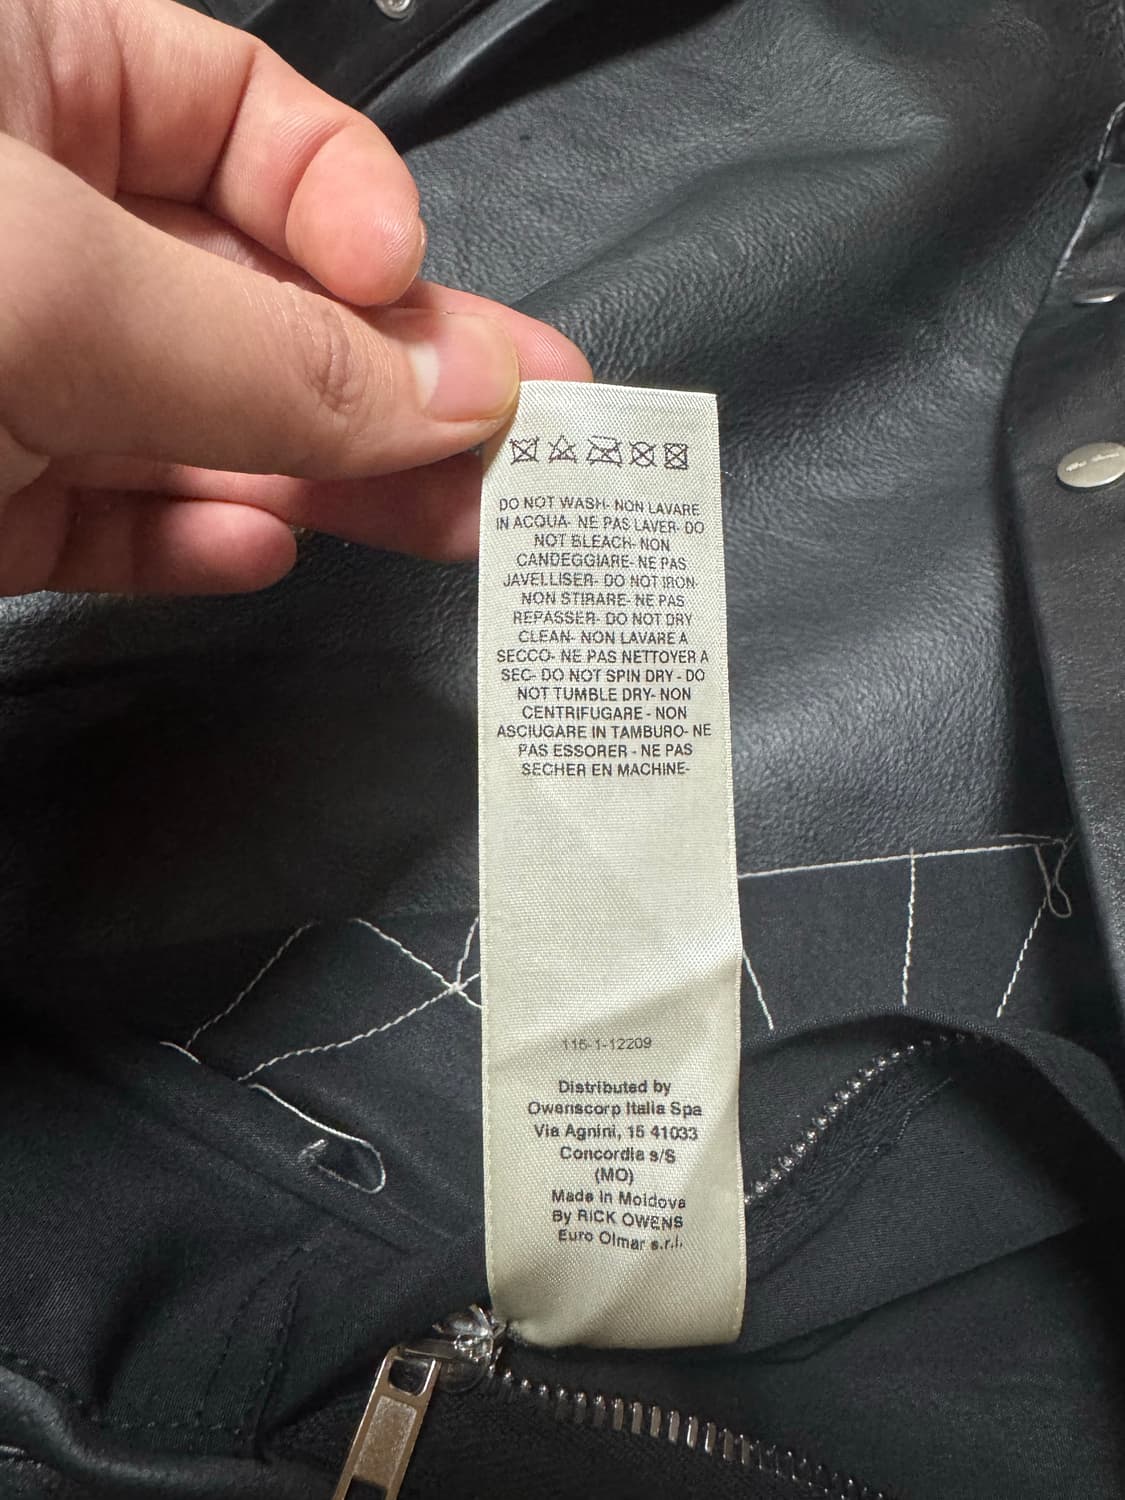 DO NOT WASH- NON LAVARE
IN ACQUA- NE PAS LAVER- DO
NOT BLEACH- NON
CANDEGGIARE- NE PAS
JAVELLISER- DO NOT IRON-
NON STIRARE- NE PAS
REPASSER- DO NOT DRY
CLEAN- NON LAVARE A
SECCO- NE PAS NETTOYER A
SEC- DO NOT SPIN DRY - DO
NOT TUMBLE DRY- NON
CENTRIFUGARE - NON
ASCIUGARE IN TAMBURO- NE
PAS ESSORER - NE PAS
SECHER EN MACHINE-
115-1-12209
Distributed by
Owenscorp Italia Spa
Via Agnini, 15 41033
Concordia s/S
(MO)
Made in Moldova
By RICK OWENS
Euro Olmar s.r.l.